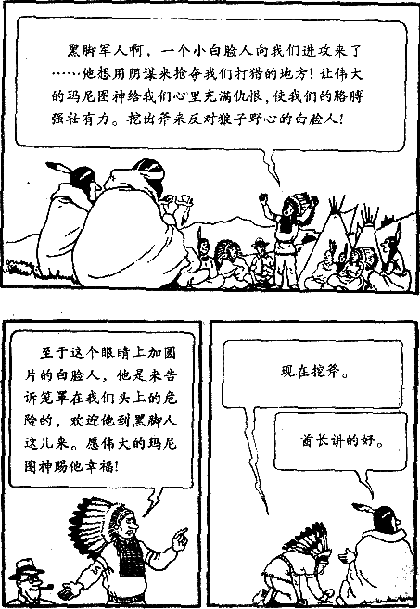 黑脚军人啊，一个小白脸人向我们进攻来了
……他想用阴谋来抢夺我们打猎的地方！让伟大
的玛尼图神给我们心里充满仇恨，使我们的胳膊
强壮有力。挖出斧来反对狼子野心的白脸人！
至于这个眼睛上加圆
片的白脸人，他是来告
诉笼罩在我们头上的危
险的，欢迎他到黑脚人
这儿来。愿伟大的玛尼
图神赐他幸福！
现在挖斧。
酋长讲的好。